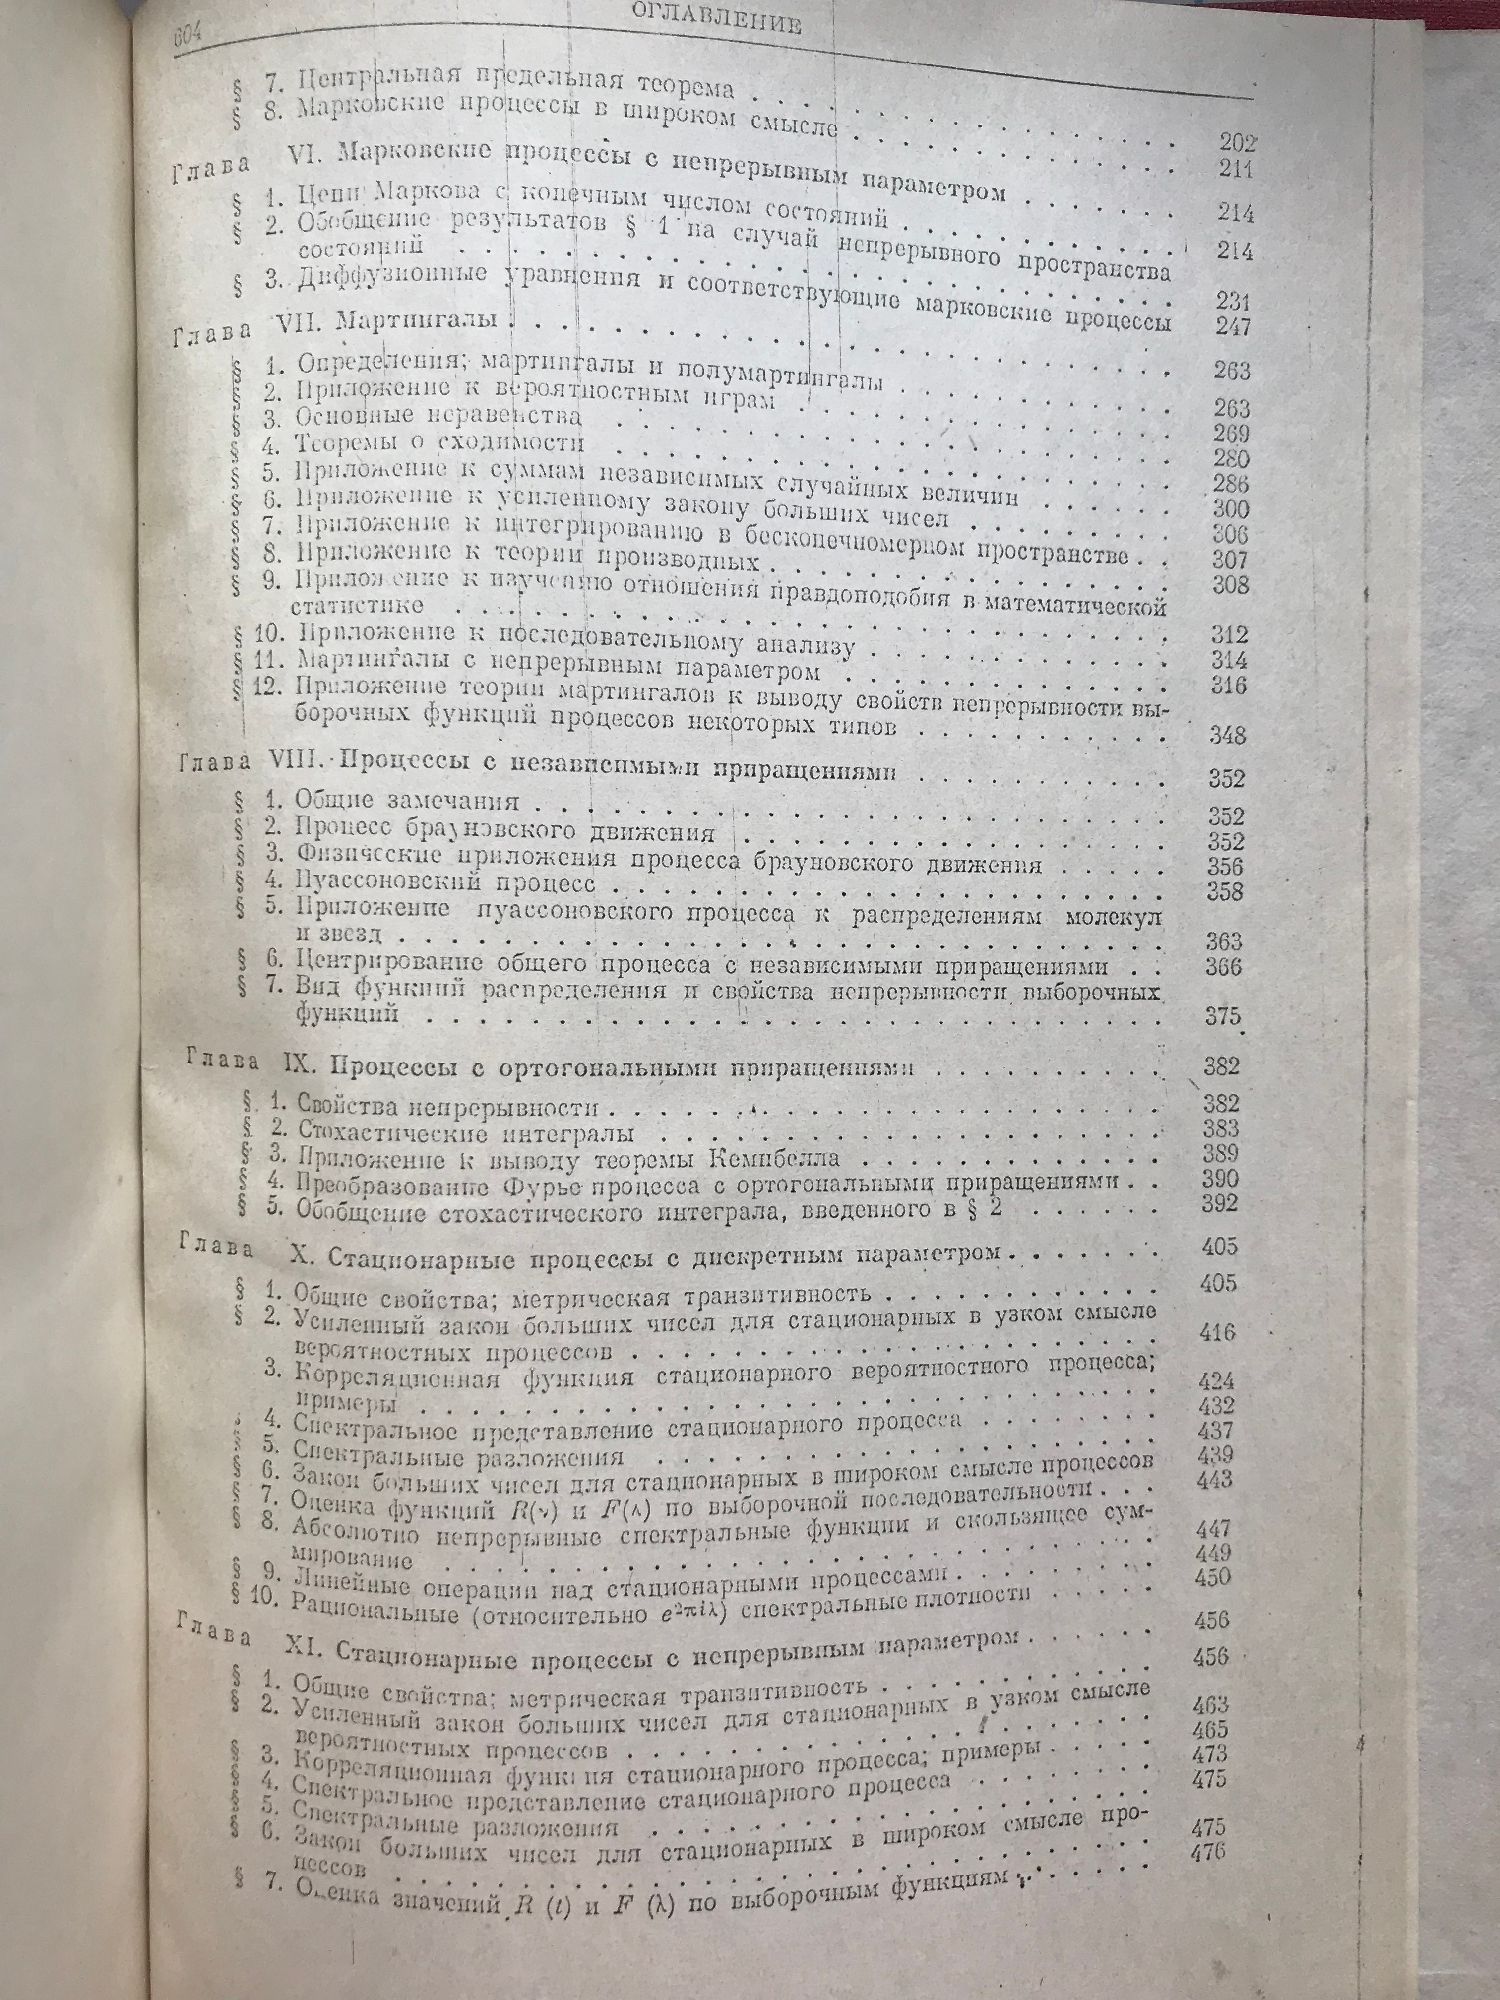 604
ОГЛАВЛЕНИЕ
§ 7. Центральная предельная теорема . . . . . . . . . . . . . . . . 202
§ 8. Марковские процессы в широком смысле . . . . . . . . . . . . 211
Глава VI. Марковские процессы с непрерывным параметром . . . . . . 214
§ 1. Цепи Маркова с конечным числом состояний . . . . . . . . . . 214
§ 2. Обобщение результатов § 1 на случай непрерывного пространства
состояний . . . . . . . . . . . . . . . . . . . . . . . . . . 231
§ 3. Диффузионные уравнения и соответствующие марковские процессы 247
Глава VII. Мартингалы . . . . . . . . . . . . . . . . . . . . . . . 263
§ 1. Определения; мартингалы и полумартингалы . . . . . . . . . . 263
§ 2. Приложение к вероятностным играм . . . . . . . . . . . . . . 269
§ 3. Основные неравенства . . . . . . . . . . . . . . . . . . . . 280
§ 4. Теоремы о сходимости . . . . . . . . . . . . . . . . . . . . 286
§ 5. Приложение к суммам независимых случайных величин . . . . . . 300
§ 6. Приложение к усиленному закону больших чисел . . . . . . . . 306
§ 7. Приложение к интегрированию в бесконечномерном пространстве . . 307
§ 8. Приложение к теории производных . . . . . . . . . . . . . . . 308
§ 9. Приложение к изучению отношения правдоподобия в математической
статистике . . . . . . . . . . . . . . . . . . . . . . . . . 312
§ 10. Приложение к последовательному анализу . . . . . . . . . . . 314
§ 11. Мартингалы с непрерывным параметром . . . . . . . . . . . . 316
§ 12. Приложение теории мартингалов к выводу свойств непрерывности вы-
борочных функций процессов некоторых типов . . . . . . . . . . 348
Глава VIII. Процессы с независимыми приращениями . . . . . . . . . . 352
§ 1. Общие замечания . . . . . . . . . . . . . . . . . . . . . . . 352
§ 2. Процесс броуновского движения . . . . . . . . . . . . . . . . 352
§ 3. Физические приложения процесса броуновского движения . . . . . 356
§ 4. Пуассоновский процесс . . . . . . . . . . . . . . . . . . . . 358
§ 5. Приложение пуассоновского процесса к распределениям молекул
и звезд . . . . . . . . . . . . . . . . . . . . . . . . . . . 363
§ 6. Центрирование общего процесса с независимыми приращениями . . 366
§ 7. Вид функций распределения и свойства непрерывности выборочных
функций . . . . . . . . . . . . . . . . . . . . . . . . . . . 375
Глава IX. Процессы с ортогональными приращениями . . . . . . . . . . 382
§ 1. Свойства непрерывности . . . . . . . . . . . . . . . . . . . . 382
§ 2. Стохастические интегралы . . . . . . . . . . . . . . . . . . . 383
§ 3. Приложение к выводу теоремы Кемпбелла . . . . . . . . . . . . 389
§ 4. Преобразование Фурье процесса с ортогональными приращениями . . 390
§ 5. Обобщение стохастического интеграла, введенного в § 2 . . . . . . 392
Глава X. Стационарные процессы с дискретным параметром . . . . . . . 405
§ 1. Общие свойства; метрическая транзитивность . . . . . . . . . . . 405
§ 2. Усиленный закон больших чисел для стационарных в узком смысле
вероятностных процессов . . . . . . . . . . . . . . . . . . . 416
3. Корреляционная функция стационарного вероятностного процесса;
примеры . . . . . . . . . . . . . . . . . . . . . . . . . . . 424
4. Спектральное представление стационарного процесса . . . . . . . . 432
§ 5. Спектральные разложения . . . . . . . . . . . . . . . . . . . 437
§ 6. Закон больших чисел для стационарных в широком смысле процессов 439
§ 7. Оценка функций R(ν) и F(λ) по выборочной последовательности . . . 443
§ 8. Абсолютно непрерывные спектральные функции и скользящее сум-
мирование . . . . . . . . . . . . . . . . . . . . . . . . . . 447
§ 9. Линейные операции над стационарными процессами . . . . . . . . 449
§ 10. Рациональные (относительно e²πiλ) спектральные плотности . . . . . 450
Глава XI. Стационарные процессы с непрерывным параметром . . . . . . 456
§ 1. Общие свойства; метрическая транзитивность . . . . . . . . . . . 456
§ 2. Усиленный закон больших чисел для стационарных в узком смысле
вероятностных процессов . . . . . . . . . . . . . . . . . . . 463
§ 3. Корреляционная функция стационарного процесса; примеры . . . . . 465
§ 4. Спектральное представление стационарного процесса . . . . . . . . 473
§ 5. Спектральные разложения . . . . . . . . . . . . . . . . . . . 475
§ 6. Закон больших чисел для стационарных в широком смысле про-
цессов . . . . . . . . . . . . . . . . . . . . . . . . . . . . 475
§ 7. Оценка значений R (t) и F (λ) по выборочным функциям . . . . . . 476